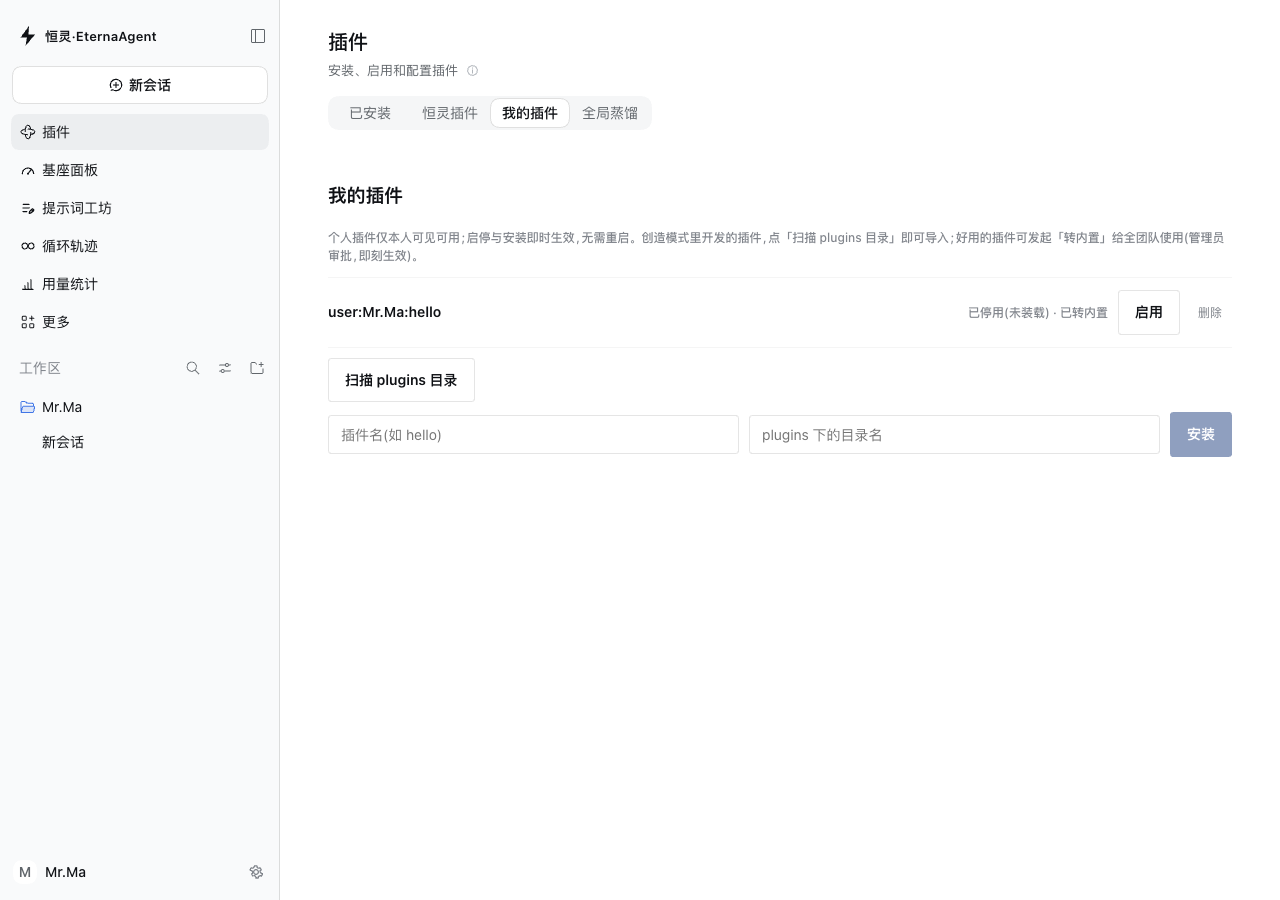 恒灵·EternaAgent
新会话
插件
基座面板
提示词工坊
循环轨迹
用量统计
更多
工作区
Mr.Ma
新会话
M Mr.Ma
插件
安装、启用和配置插件
已安装 恒灵插件 我的插件 全局蒸馏
我的插件
个人插件仅本人可见可用;启停与安装即时生效,无需重启。创造模式里开发的插件,点「扫描 plugins 目录」即可导入;好用的插件可发起「转内置」给全团队使用(管理员
审批,即刻生效)。
user:Mr.Ma:hello 已停用(未装载) · 已转内置 启用 删除
扫描 plugins 目录
插件名(如 hello) plugins 下的目录名 安装